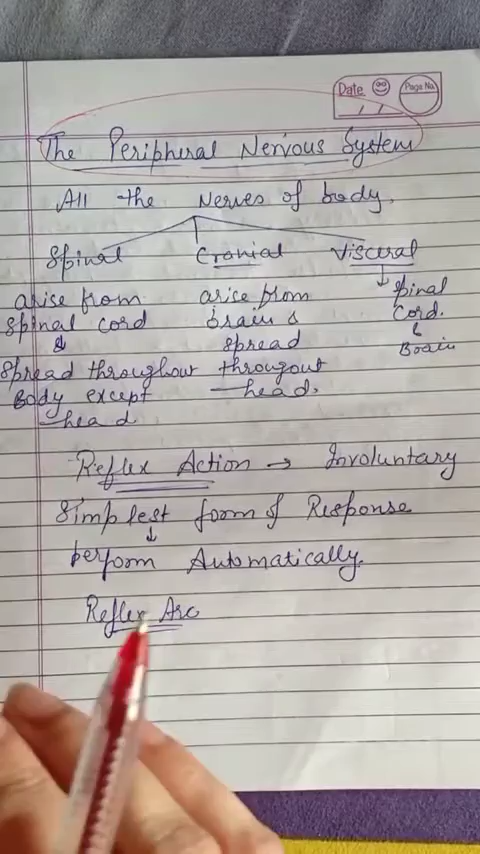 Date
Page No.
The Peripheral Nervous System
All the Nerves of body.
Spinal Cranial Visceral
arise from arise from spinal
spinal cord brain & cord.
& spread &
Spread throughout througout Brain
Body except head.
head
Reflex Action → Involuntary
Simplest form of Response
↓
perform Automatically.
Reflex Arc